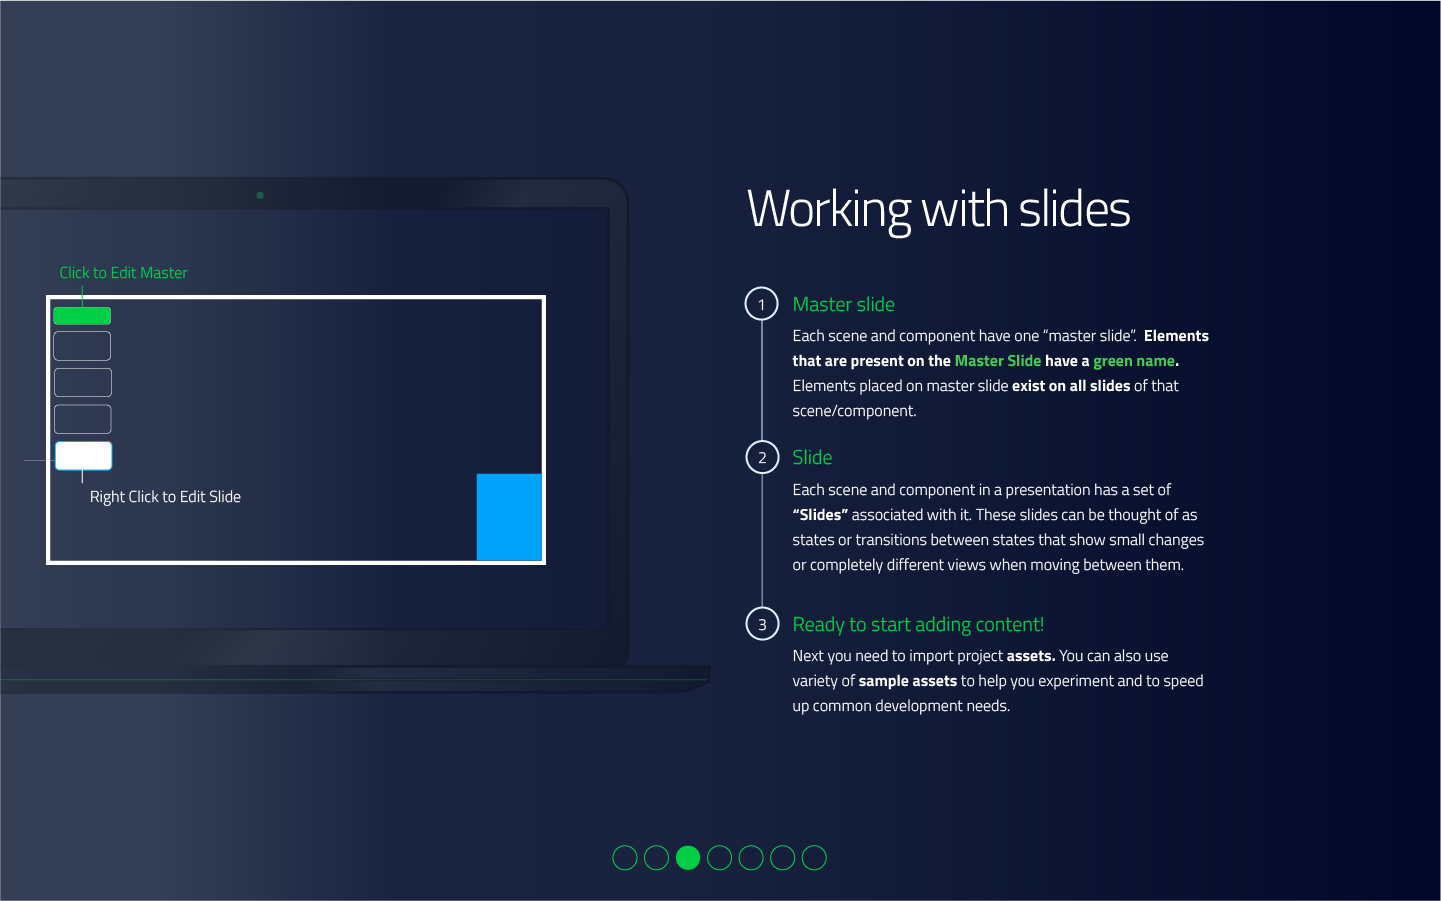 Working with slides
Click to Edit Master
Right Click to Edit Slide
1
Master slide
Each scene and component have one “master slide”. Elements
that are present on the Master Slide have a green name.
Elements placed on master slide exist on all slides of that
scene/component.
2
Slide
Each scene and component in a presentation has a set of
“Slides” associated with it. These slides can be thought of as
states or transitions between states that show small changes
or completely different views when moving between them.
3
Ready to start adding content!
Next you need to import project assets. You can also use
variety of sample assets to help you experiment and to speed
up common development needs.